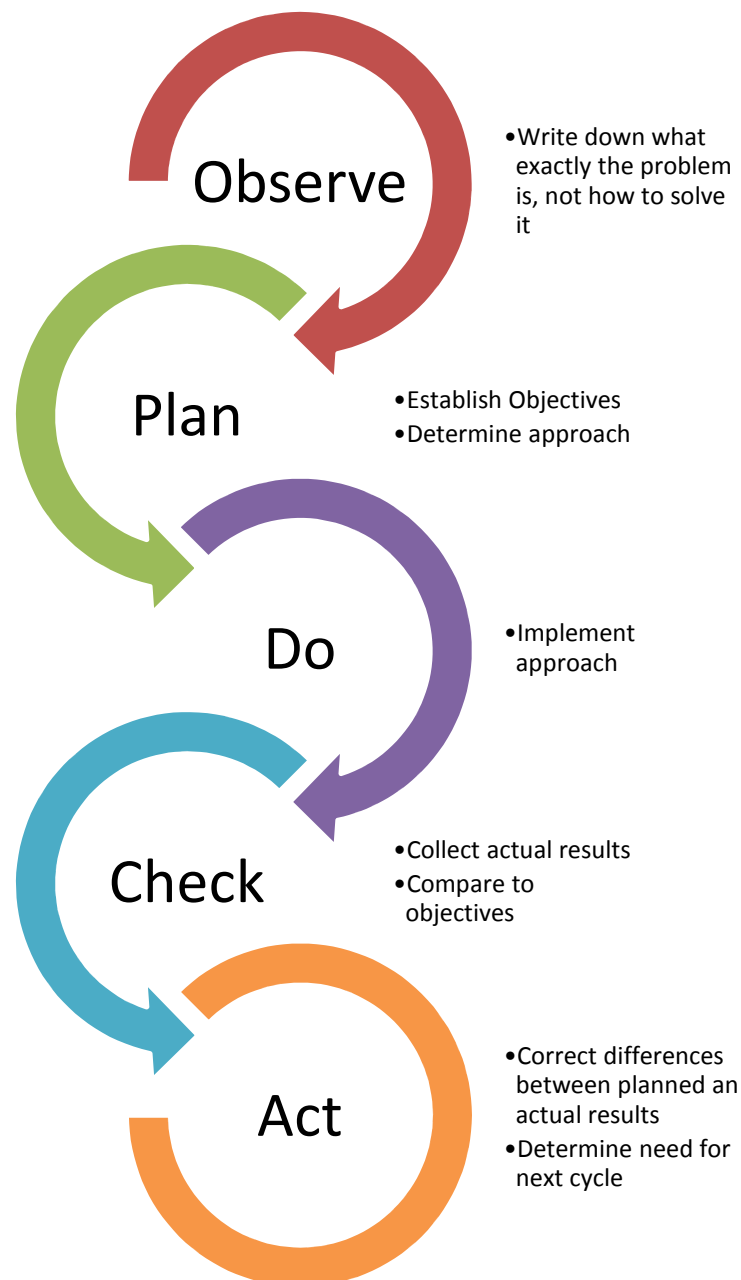 Observe
•Write down what
exactly the problem
is, not how to solve
it
Plan
•Establish Objectives
•Determine approach
Do
•Implement
approach
Check
•Collect actual results
•Compare to
objectives
Act
•Correct differences
between planned an
actual results
•Determine need for
next cycle